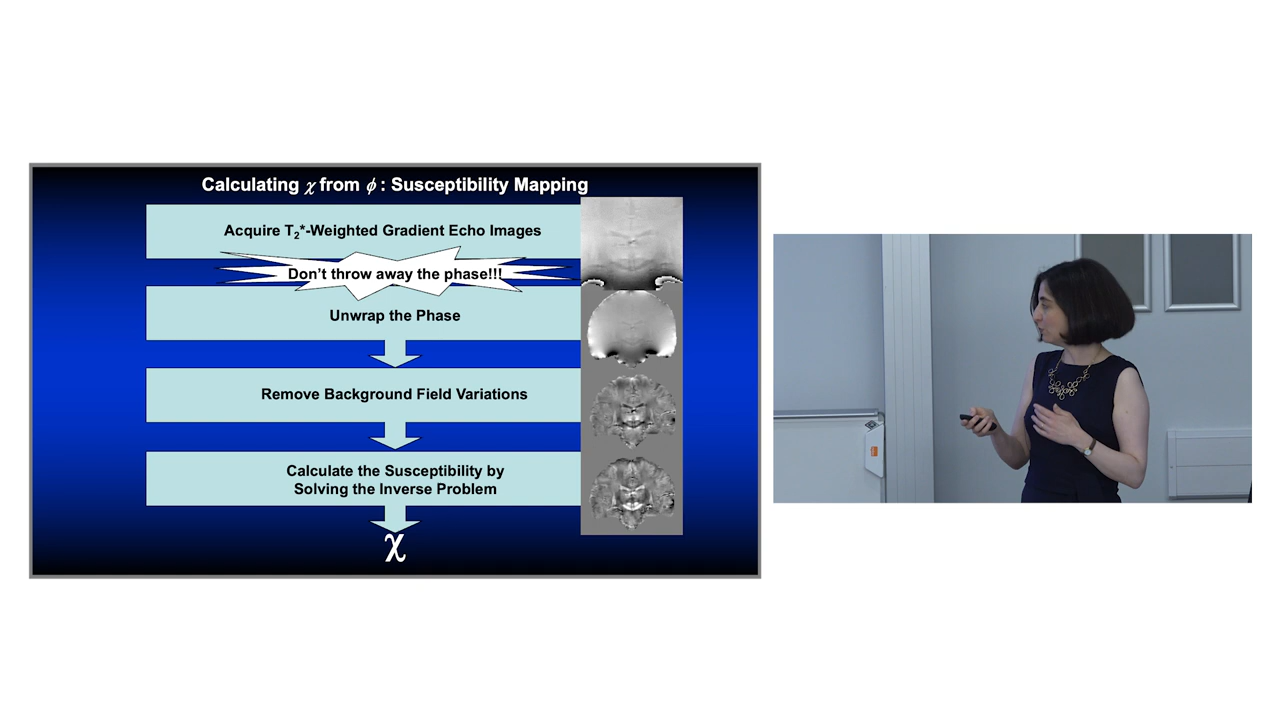 Calculating χ from ϕ : Susceptibility Mapping
Acquire T₂*-Weighted Gradient Echo Images
Don't throw away the phase!!!
Unwrap the Phase
Remove Background Field Variations
Calculate the Susceptibility by
Solving the Inverse Problem
χ